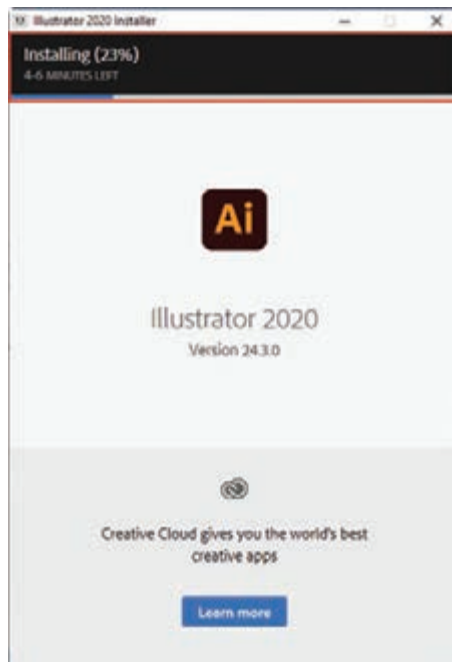 Illustrator 2020 Installer
Installing (23%)
4-6 MINUTES LEFT
Ai
Illustrator 2020
Version 24.3.0
Creative Cloud gives you the world's best
creative apps
Learn more